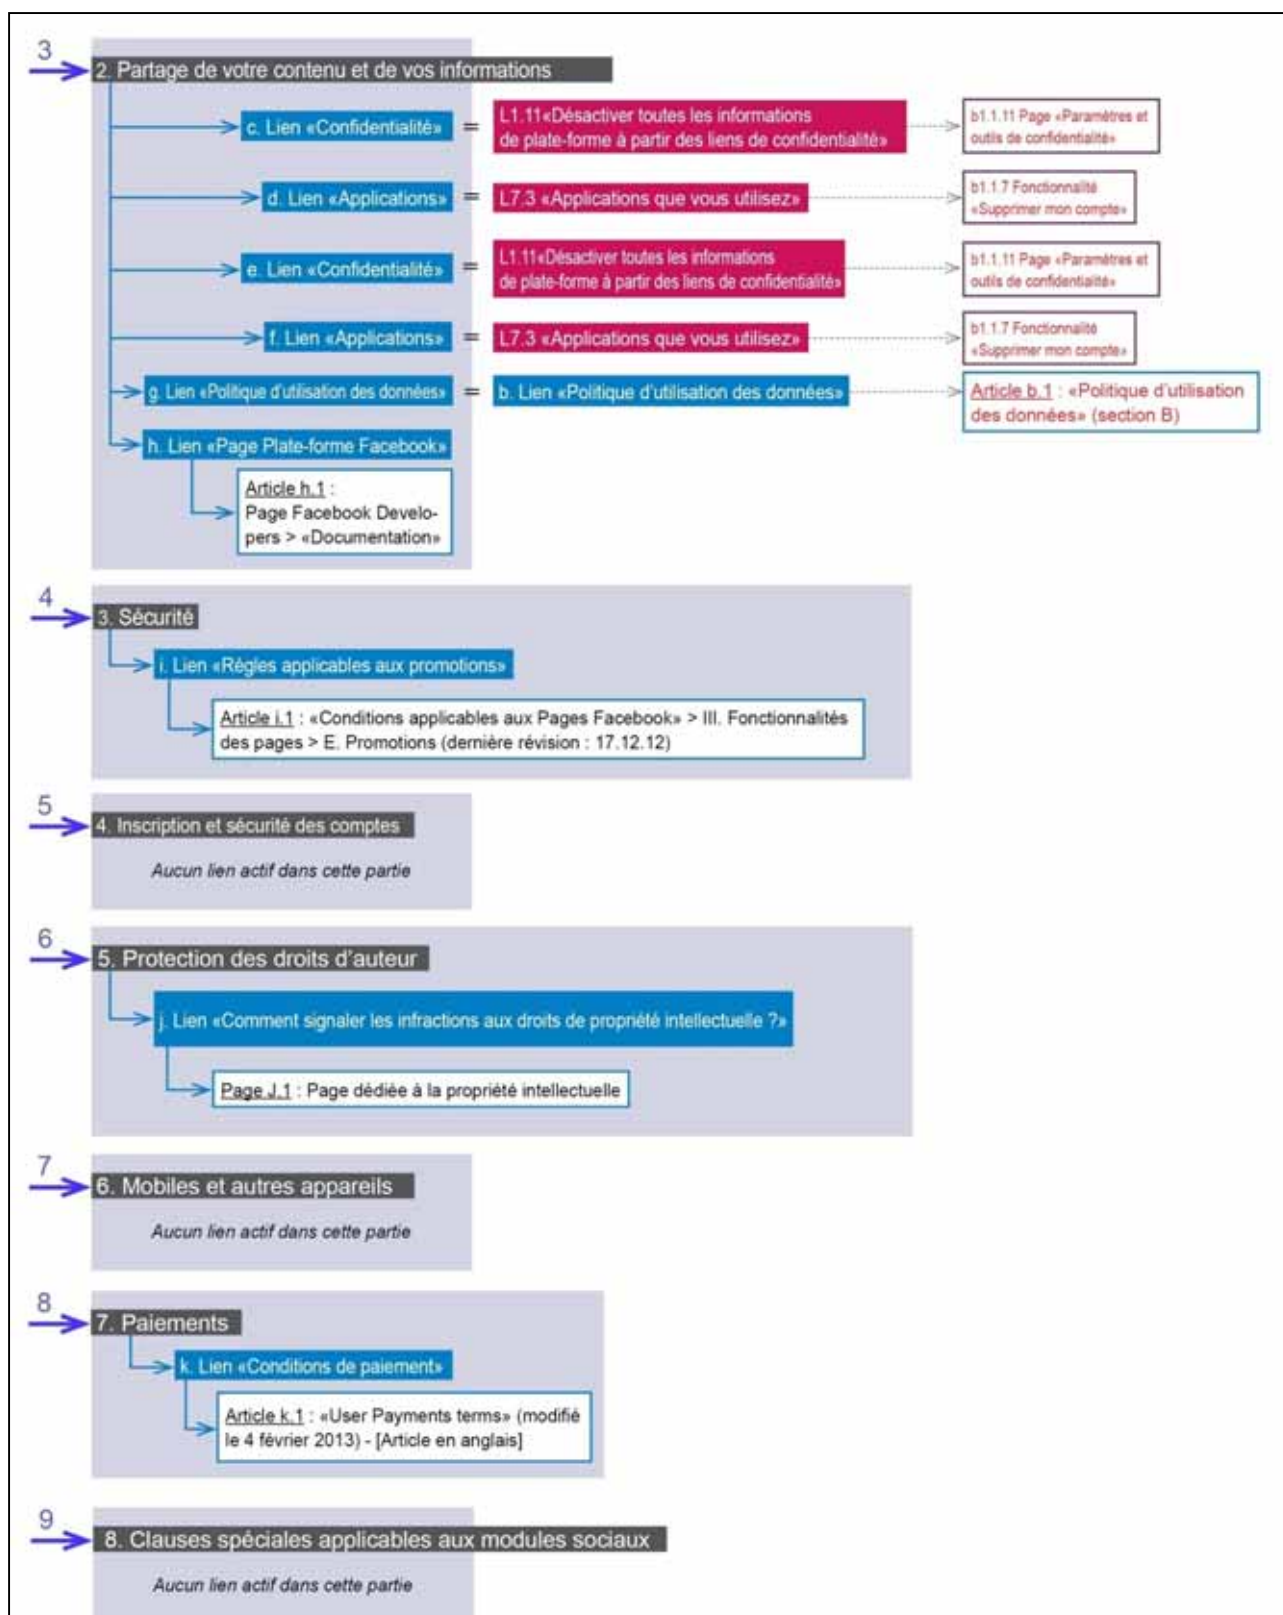 3
2. Partage de votre contenu et de vos informations
c. Lien «Confidentialité» = L1.11«Désactiver toutes les informations
de plate-forme à partir des liens de confidentialité»
b1.1.11 Page «Paramètres et
outils de confidentialité»
d. Lien «Applications» = L7.3 «Applications que vous utilisez»
b1.1.7 Fonctionnalité
«Supprimer mon compte»
e. Lien «Confidentialité» = L1.11«Désactiver toutes les informations
de plate-forme à partir des liens de confidentialité»
b1.1.11 Page «Paramètres et
outils de confidentialité»
f. Lien «Applications» = L7.3 «Applications que vous utilisez»
b1.1.7 Fonctionnalité
«Supprimer mon compte»
g. Lien «Politique d'utilisation des données» = b. Lien «Politique d'utilisation des données»
Article b.1 : «Politique d'utilisation
des données» (section B)
h. Lien «Page Plate-forme Facebook»
Article h.1 :
Page Facebook Develo-
pers > «Documentation»
4
3. Sécurité
i. Lien «Règles applicables aux promotions»
Article i.1 : «Conditions applicables aux Pages Facebook» > III. Fonctionnalités
des pages > E. Promotions (dernière révision : 17.12.12)
5
4. Inscription et sécurité des comptes
Aucun lien actif dans cette partie
6
5. Protection des droits d'auteur
j. Lien «Comment signaler les infractions aux droits de propriété intellectuelle ?»
Page J.1 : Page dédiée à la propriété intellectuelle
7
6. Mobiles et autres appareils
Aucun lien actif dans cette partie
8
7. Paiements
k. Lien «Conditions de paiement»
Article k.1 : «User Payments terms» (modifié
le 4 février 2013) - [Article en anglais]
9
8. Clauses spéciales applicables aux modules sociaux
Aucun lien actif dans cette partie